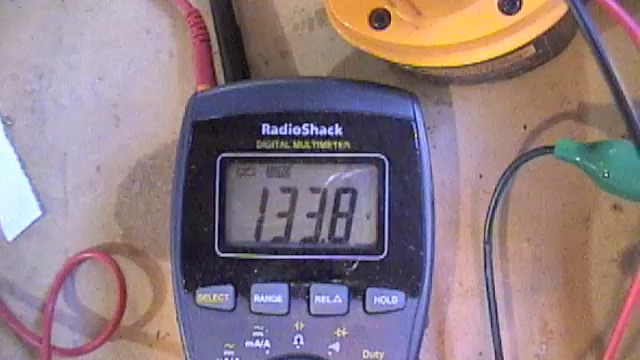 RadioShack
DIGITAL MULTIMETER
133.8
SELECT RANGE REL△ HOLD
mA/A Ω
Duty